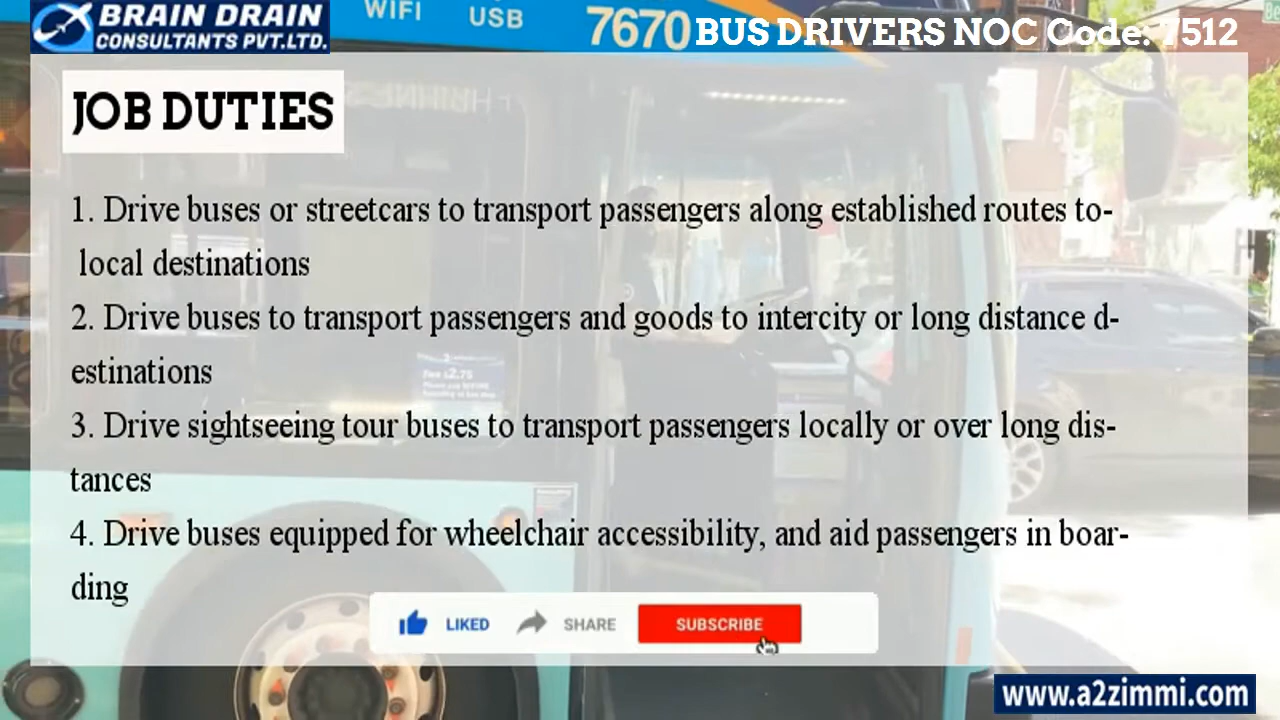 BRAIN DRAIN
CONSULTANTS PVT.LTD.
WIFI
USB
7670
BUS DRIVERS NOC Code: 7512
JOB DUTIES
1. Drive buses or streetcars to transport passengers along established routes to-
local destinations
2. Drive buses to transport passengers and goods to intercity or long distance d-
estinations
3. Drive sightseeing tour buses to transport passengers locally or over long dis-
tances
4. Drive buses equipped for wheelchair accessibility, and aid passengers in boar-
ding
LIKED
SHARE
SUBSCRIBE
www.a2zimmi.com